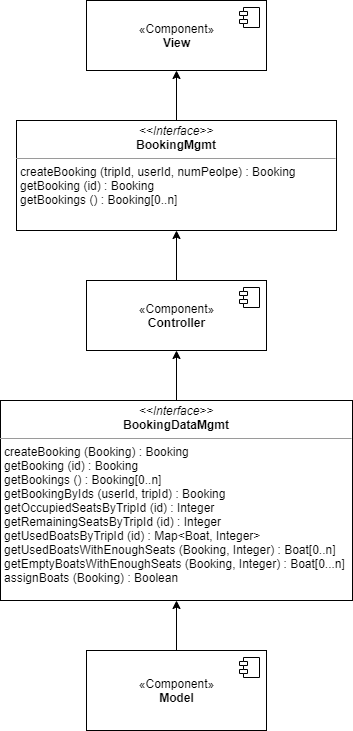 «Component»
View
<<Interface>>
BookingMgmt
createBooking (tripId, userId, numPeolpe) : Booking
getBooking (id) : Booking
getBookings () : Booking[0..n]
«Component»
Controller
<<Interface>>
BookingDataMgmt
createBooking (Booking) : Booking
getBooking (id) : Booking
getBookings () : Booking[0..n]
getBookingByIds (userId, tripId) : Booking
getOccupiedSeatsByTripId (id) : Integer
getRemainingSeatsByTripId (id) : Integer
getUsedBoatsByTripId (id) : Map<Boat, Integer>
getUsedBoatsWithEnoughSeats (Booking, Integer) : Boat[0..n]
getEmptyBoatsWithEnoughSeats (Booking, Integer) : Boat[0...n]
assignBoats (Booking) : Boolean
«Component»
Model